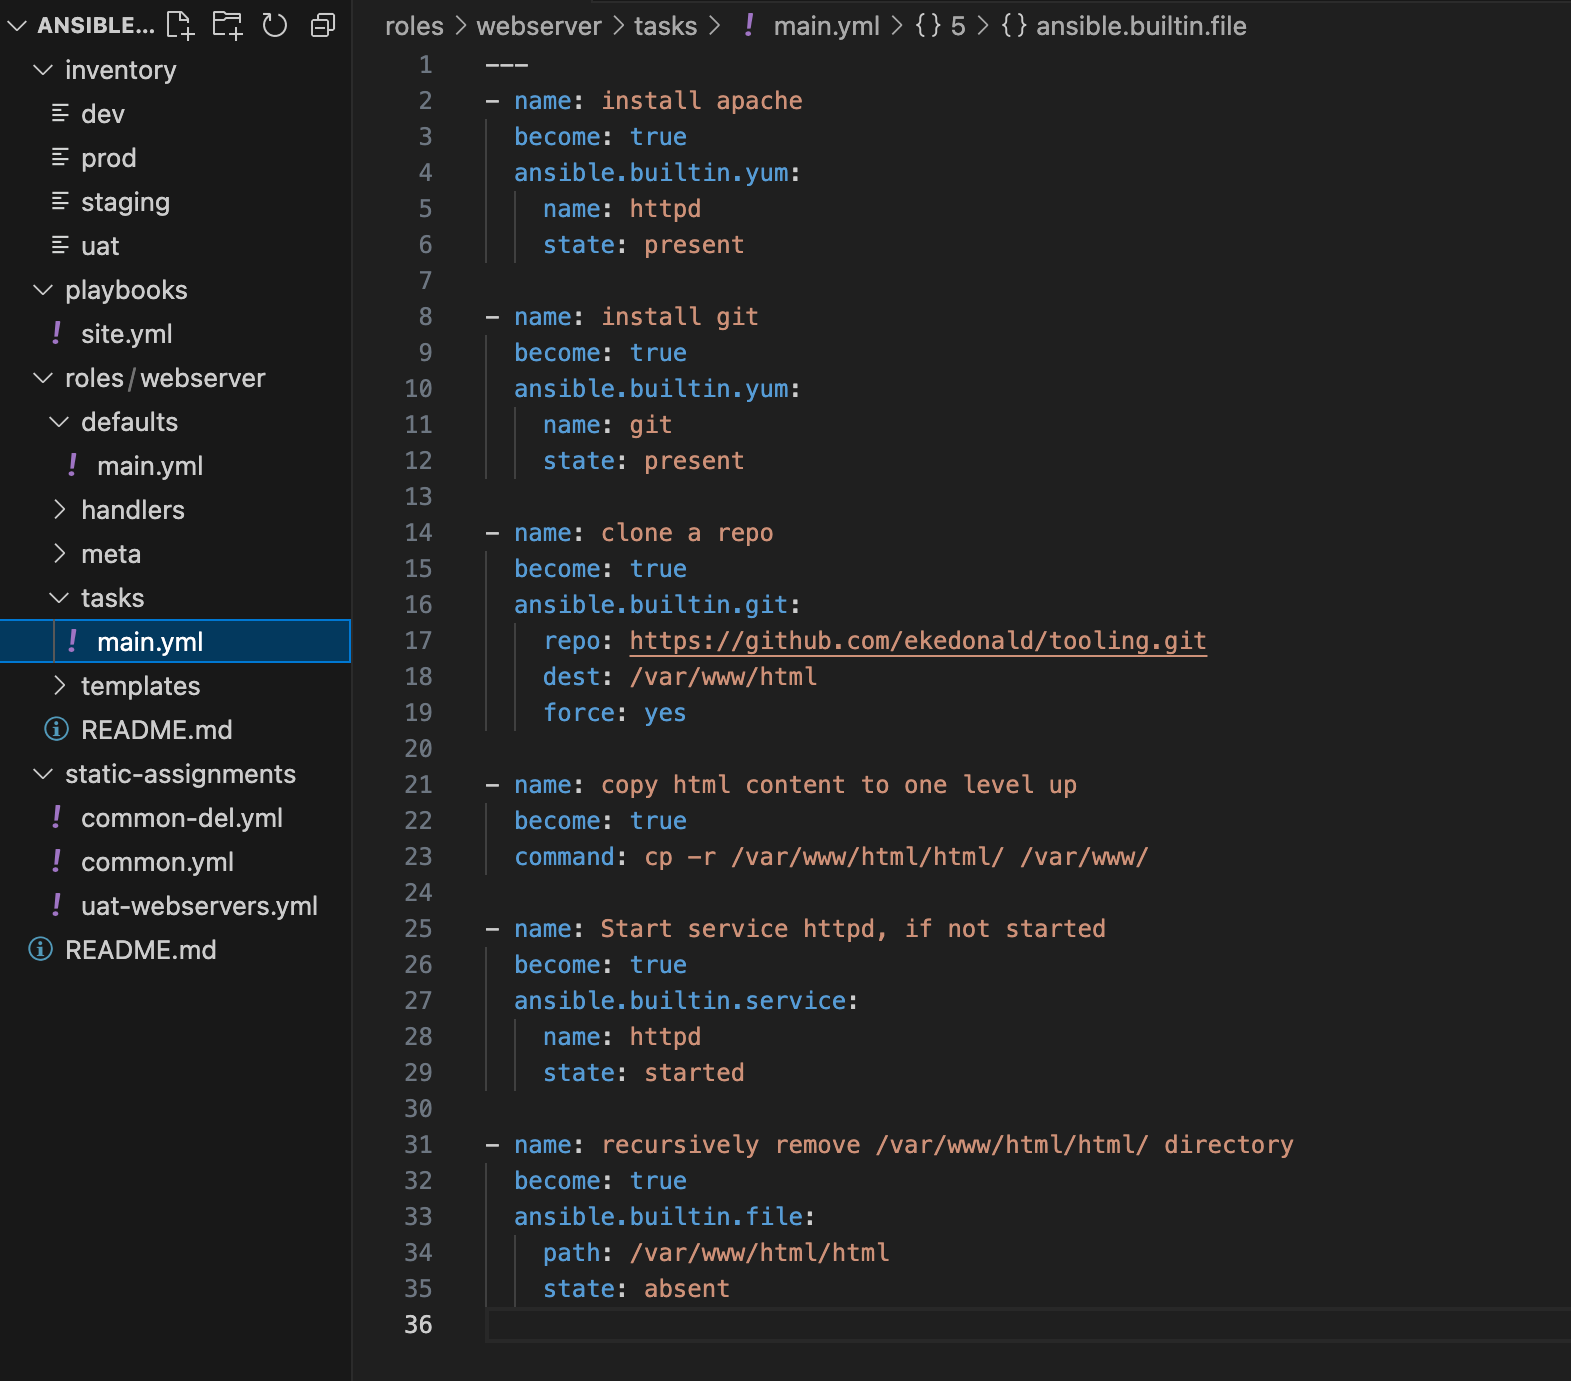 ANSIBLE...
inventory
dev
prod
staging
uat
playbooks
! site.yml
roles/webserver
defaults
! main.yml
handlers
meta
tasks
! main.yml
templates
README.md
static-assignments
! common-del.yml
! common.yml
! uat-webservers.yml
README.md
roles > webserver > tasks > ! main.yml > {} 5 > {} ansible.builtin.file
1 ---
2 - name: install apache
3   become: true
4   ansible.builtin.yum:
5     name: httpd
6     state: present
7
8 - name: install git
9   become: true
10   ansible.builtin.yum:
11     name: git
12     state: present
13
14 - name: clone a repo
15   become: true
16   ansible.builtin.git:
17     repo: https://github.com/ekedonald/tooling.git
18     dest: /var/www/html
19     force: yes
20
21 - name: copy html content to one level up
22   become: true
23   command: cp -r /var/www/html/html/ /var/www/
24
25 - name: Start service httpd, if not started
26   become: true
27   ansible.builtin.service:
28     name: httpd
29     state: started
30
31 - name: recursively remove /var/www/html/html/ directory
32   become: true
33   ansible.builtin.file:
34     path: /var/www/html/html
35     state: absent
36